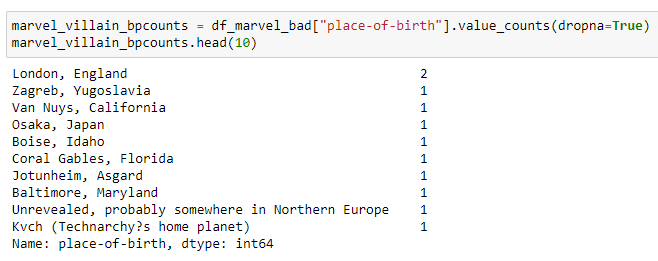 marvel_villain_bpcounts = df_marvel_bad["place-of-birth"].value_counts(dropna=True)
marvel_villain_bpcounts.head(10)
London, England 2
Zagreb, Yugoslavia 1
Van Nuys, California 1
Osaka, Japan 1
Boise, Idaho 1
Coral Gables, Florida 1
Jotunheim, Asgard 1
Baltimore, Maryland 1
Unrevealed, probably somewhere in Northern Europe 1
Kvch (Technarchy?s home planet) 1
Name: place-of-birth, dtype: int64